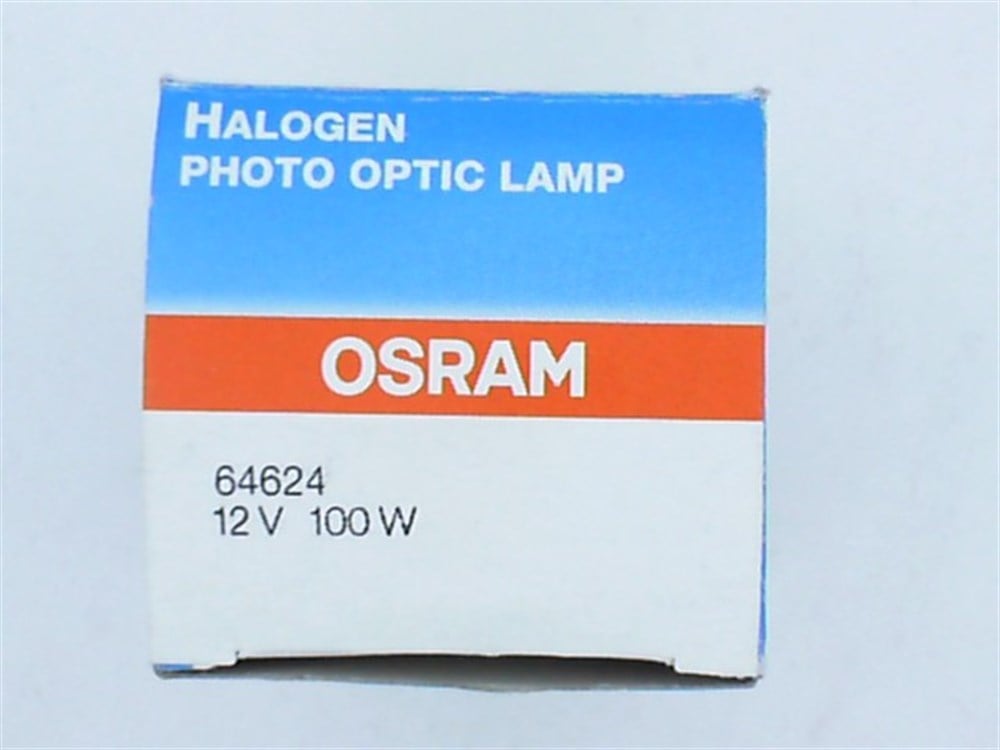 HALOGEN
PHOTO OPTIC LAMP
OSRAM
64624
12 V 100 W